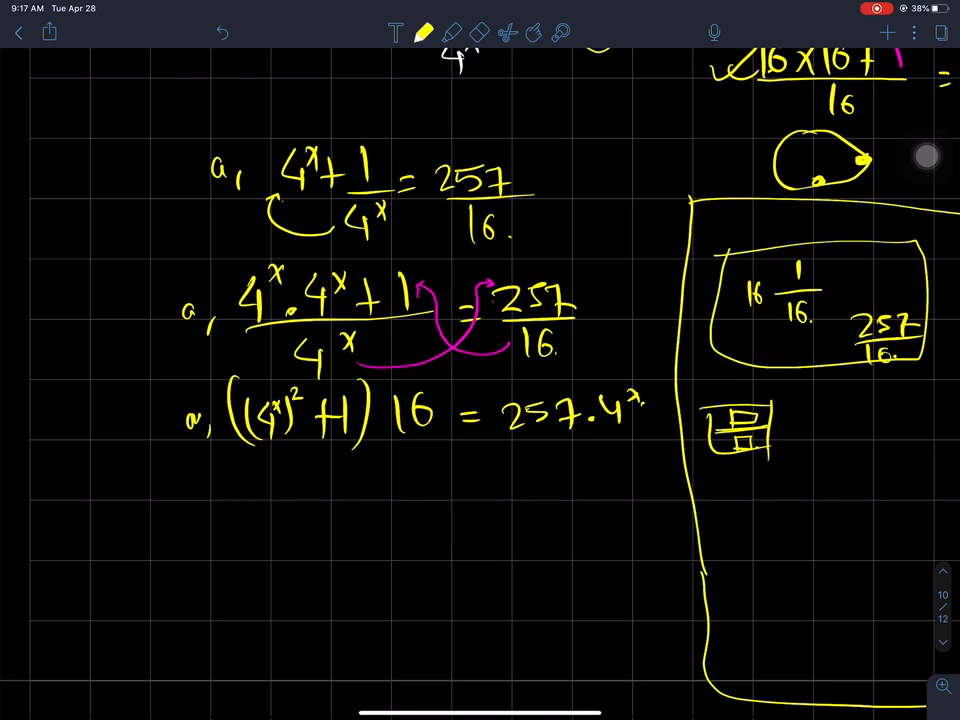 9:17 AM Tue Apr 28
38%
4^x
16 × 16 + 1
=
16
a, 4^x + 1/4^x = 257/16.
a, (4^x . 4^x + 1)/4^x = 257/16.
a, ((4^x)^2 + 1) 16 = 257 . 4^x.
16 1/16.
257/16.
10
/
12